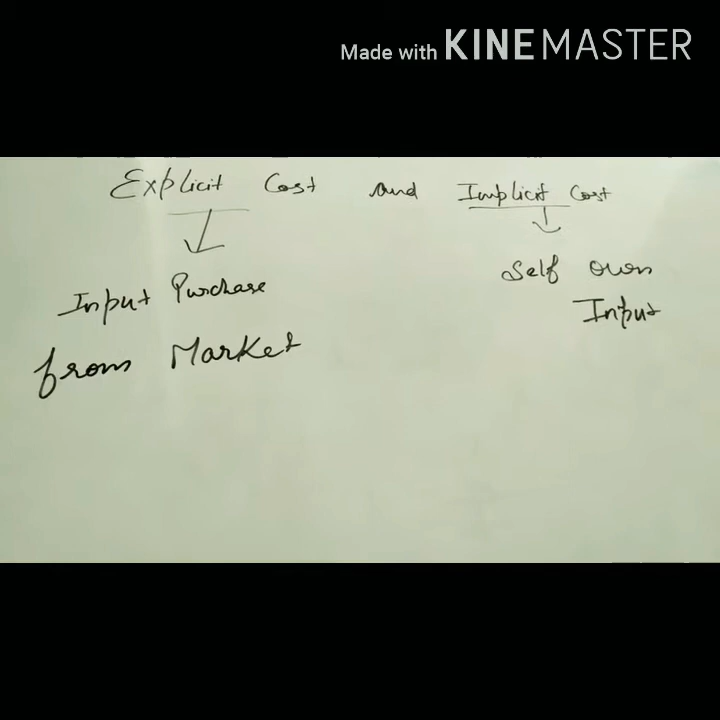 Made with KINEMASTER
Explicit Cost and Implicit Cost
Input Purchase
from Market
Self own
Input